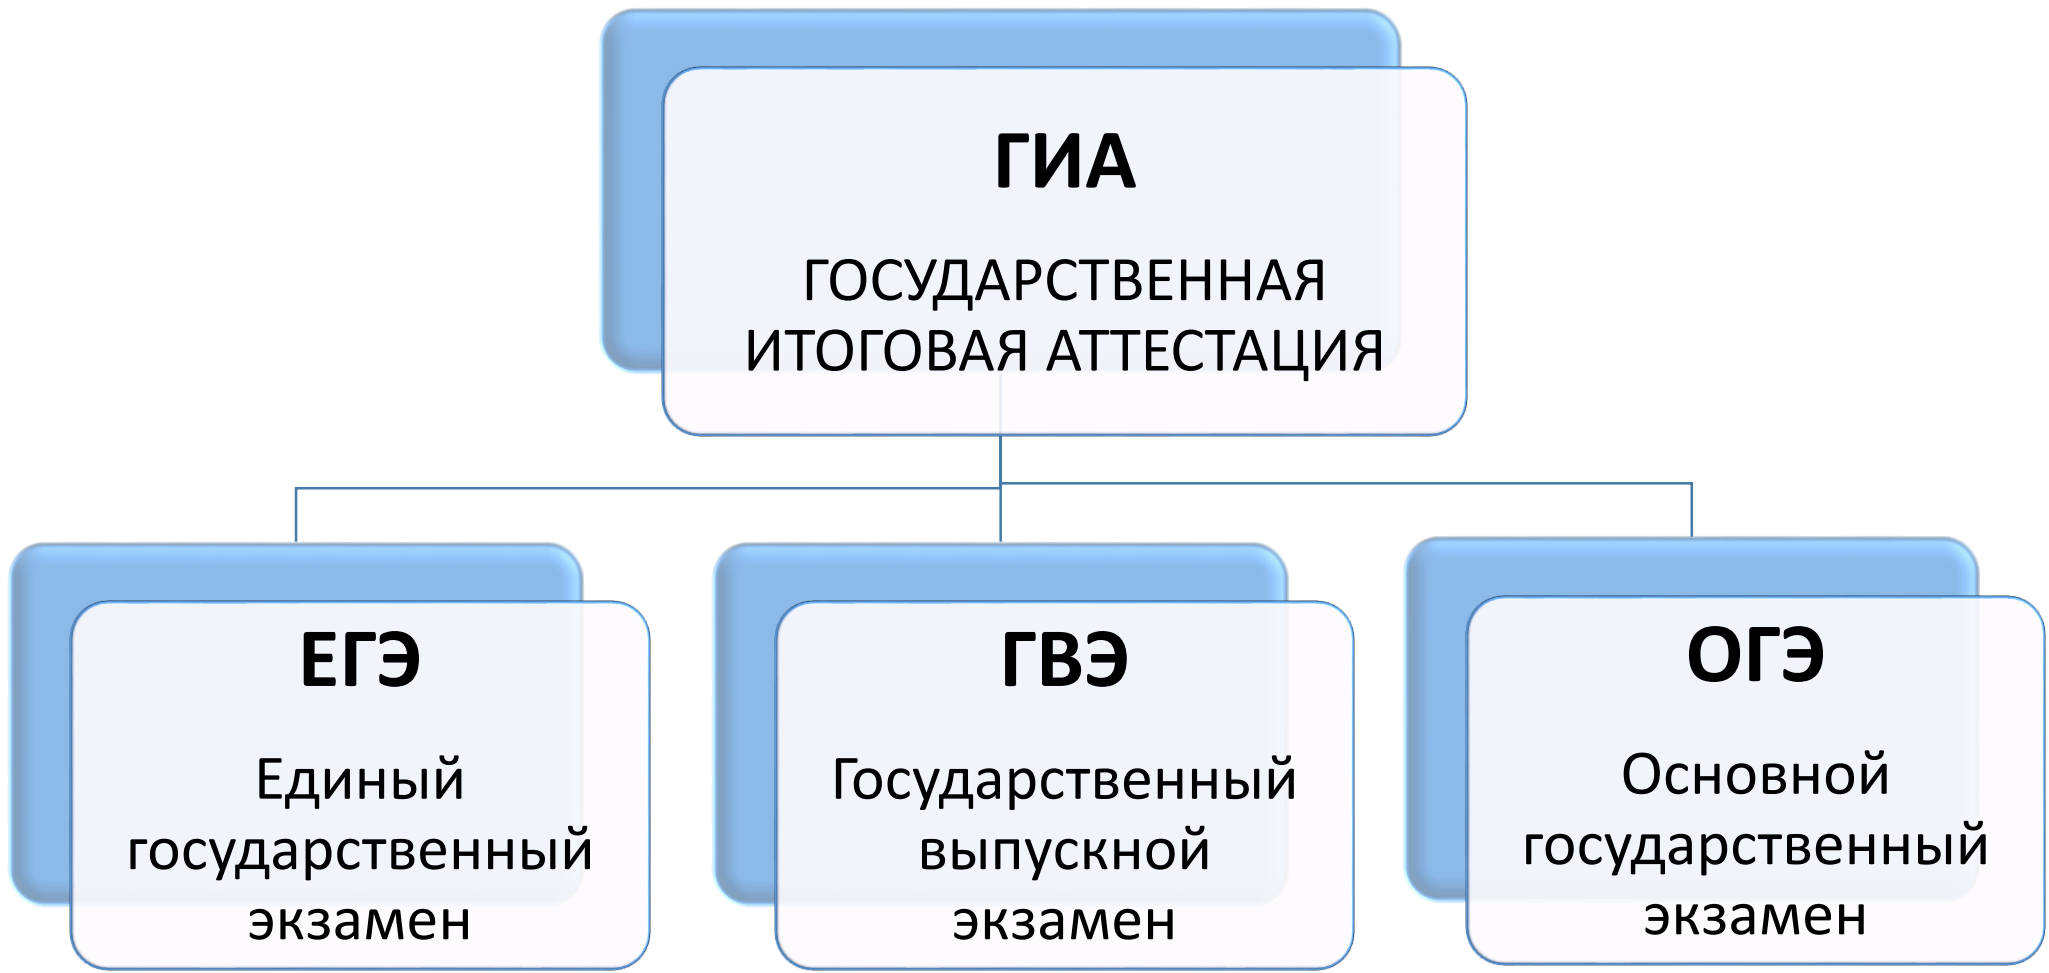 ГИА
ГОСУДАРСТВЕННАЯ
ИТОГОВАЯ АТТЕСТАЦИЯ
ЕГЭ
Единый
государственный
экзамен
ГВЭ
Государственный
выпускной
экзамен
ОГЭ
Основной
государственный
экзамен